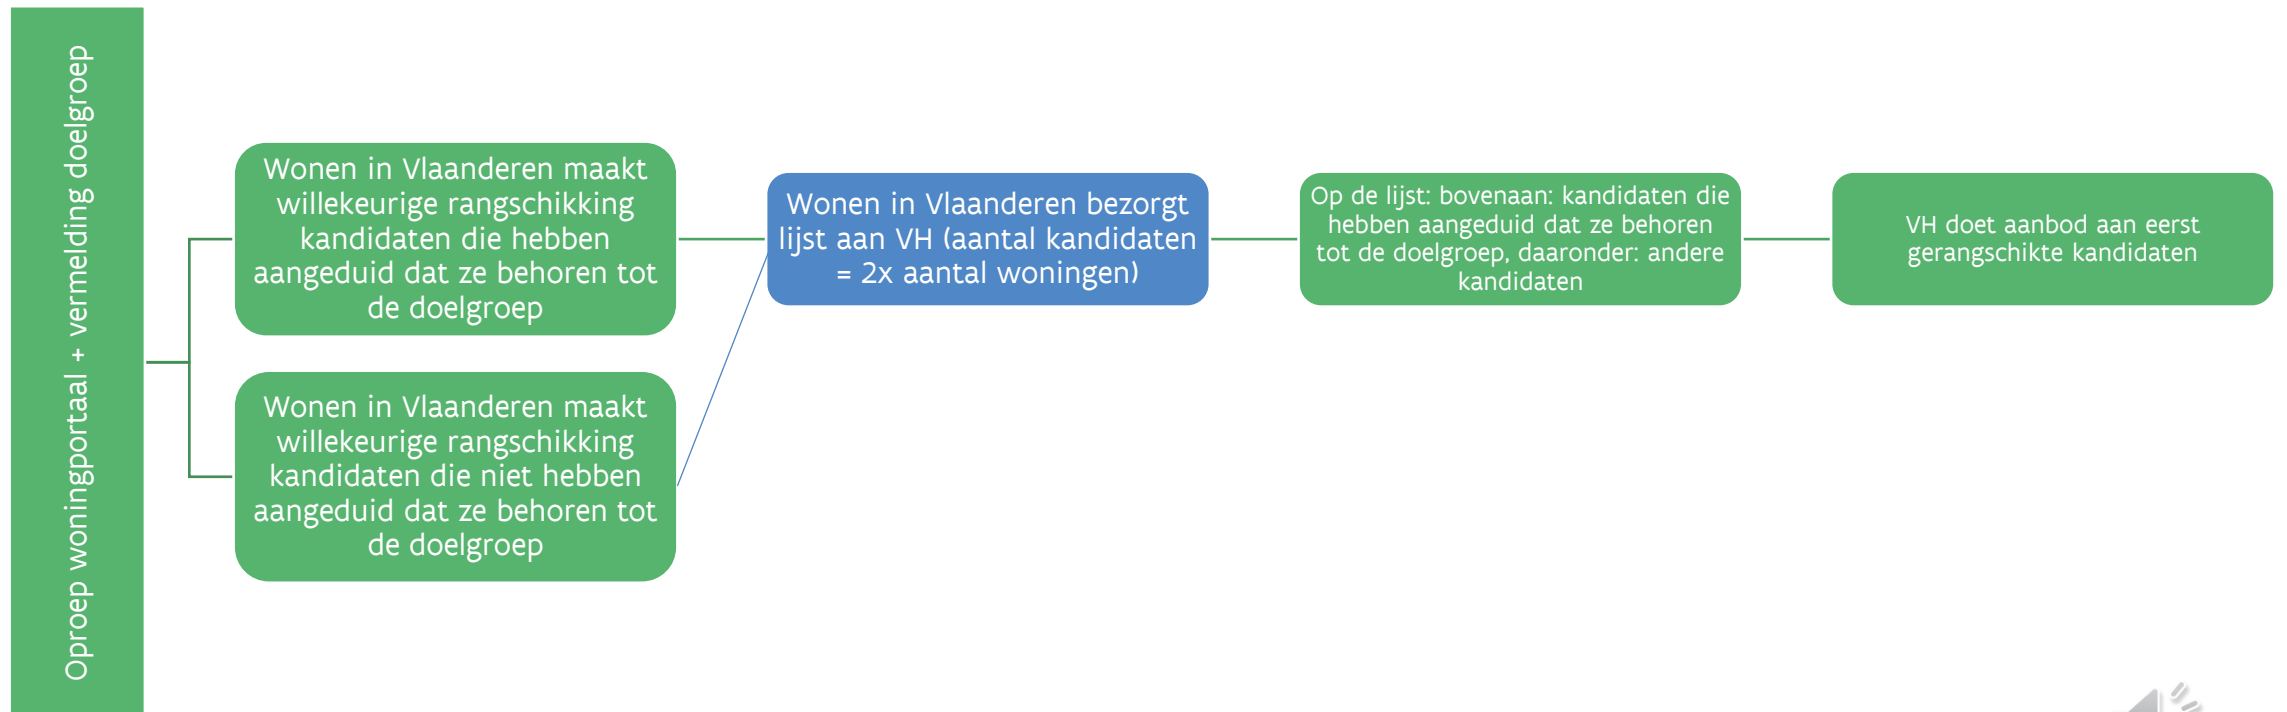 Oproep woningportaal + vermelding doelgroep
Wonen in Vlaanderen maakt
willekeurige rangschikking
kandidaten die hebben
aangeduid dat ze behoren tot
de doelgroep
Wonen in Vlaanderen maakt
willekeurige rangschikking
kandidaten die niet hebben
aangeduid dat ze behoren tot
de doelgroep
Wonen in Vlaanderen bezorgt
lijst aan VH (aantal kandidaten
= 2x aantal woningen)
Op de lijst: bovenaan: kandidaten die
hebben aangeduid dat ze behoren
tot de doelgroep, daaronder: andere
kandidaten
VH doet aanbod aan eerst
gerangschikte kandidaten